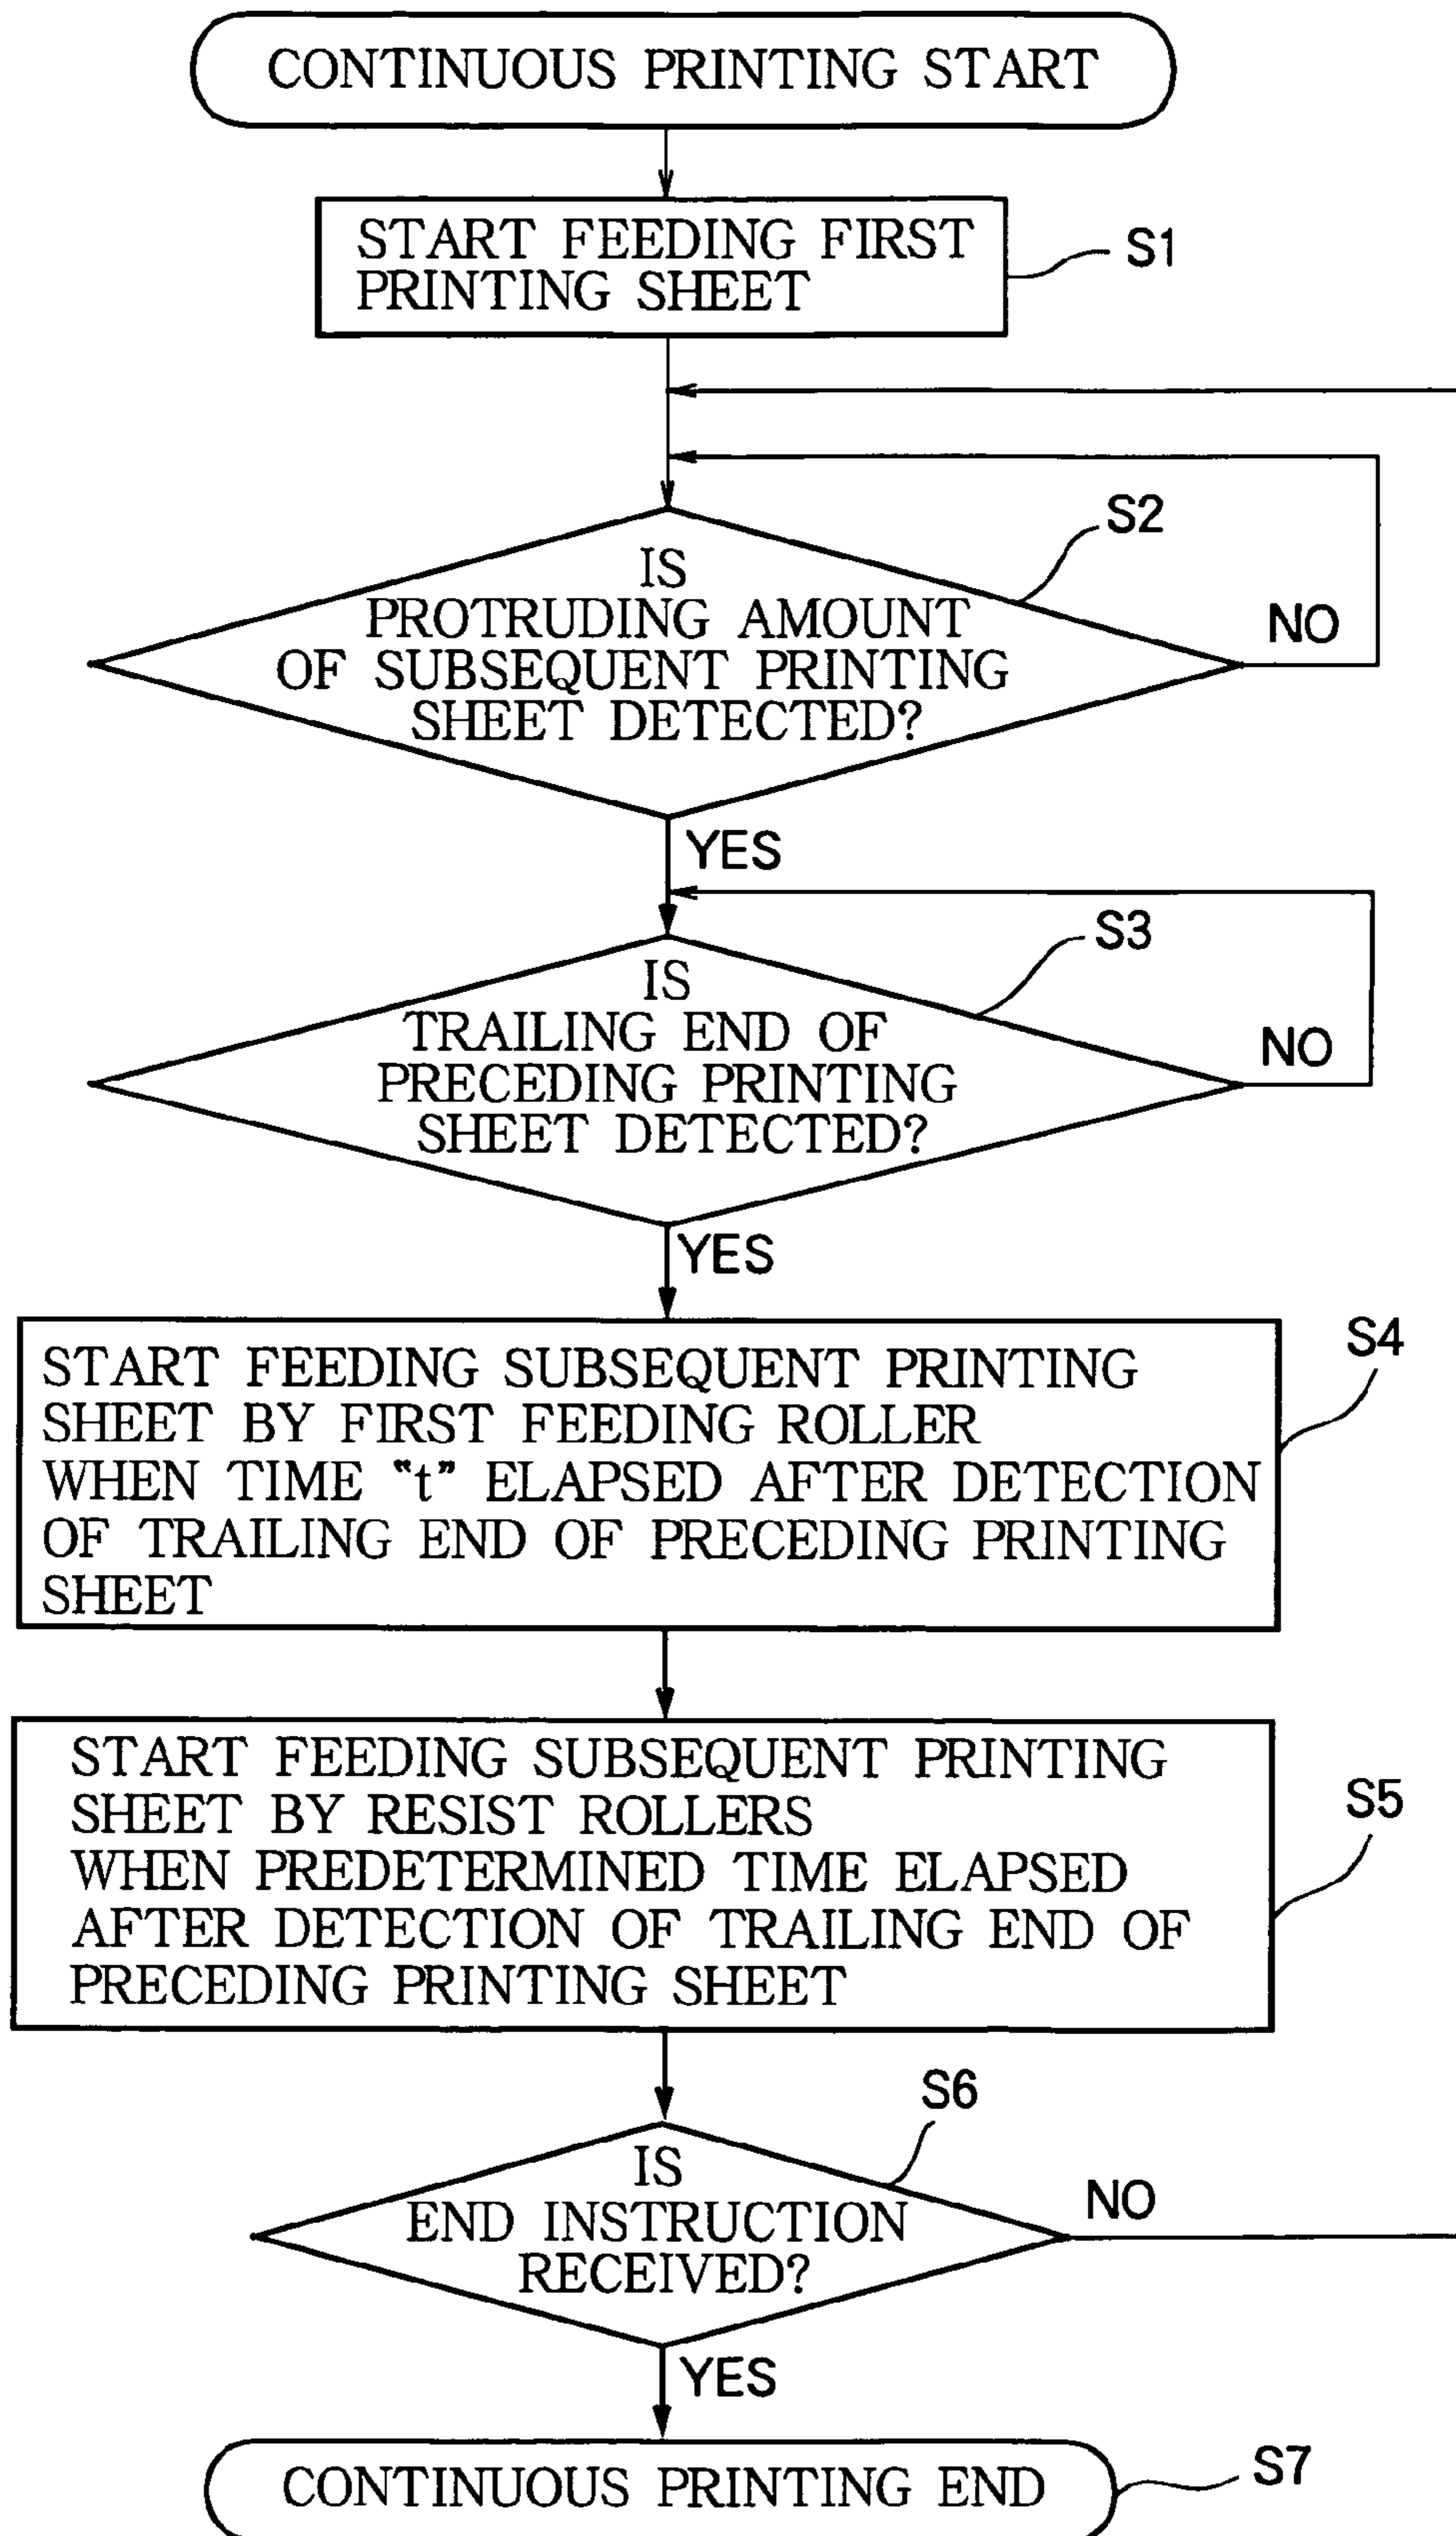 CONTINUOUS PRINTING START
START FEEDING FIRST
PRINTING SHEET
S1
S2
IS
PROTRUDING AMOUNT
OF SUBSEQUENT PRINTING
SHEET DETECTED?
NO
YES
S3
IS
TRAILING END OF
PRECEDING PRINTING
SHEET DETECTED?
NO
YES
S4
START FEEDING SUBSEQUENT PRINTING
SHEET BY FIRST FEEDING ROLLER
WHEN TIME "t" ELAPSED AFTER DETECTION
OF TRAILING END OF PRECEDING PRINTING
SHEET
START FEEDING SUBSEQUENT PRINTING
SHEET BY RESIST ROLLERS
WHEN PREDETERMINED TIME ELAPSED
AFTER DETECTION OF TRAILING END OF
PRECEDING PRINTING SHEET
S5
S6
IS
END INSTRUCTION
RECEIVED?
NO
YES
CONTINUOUS PRINTING END
S7